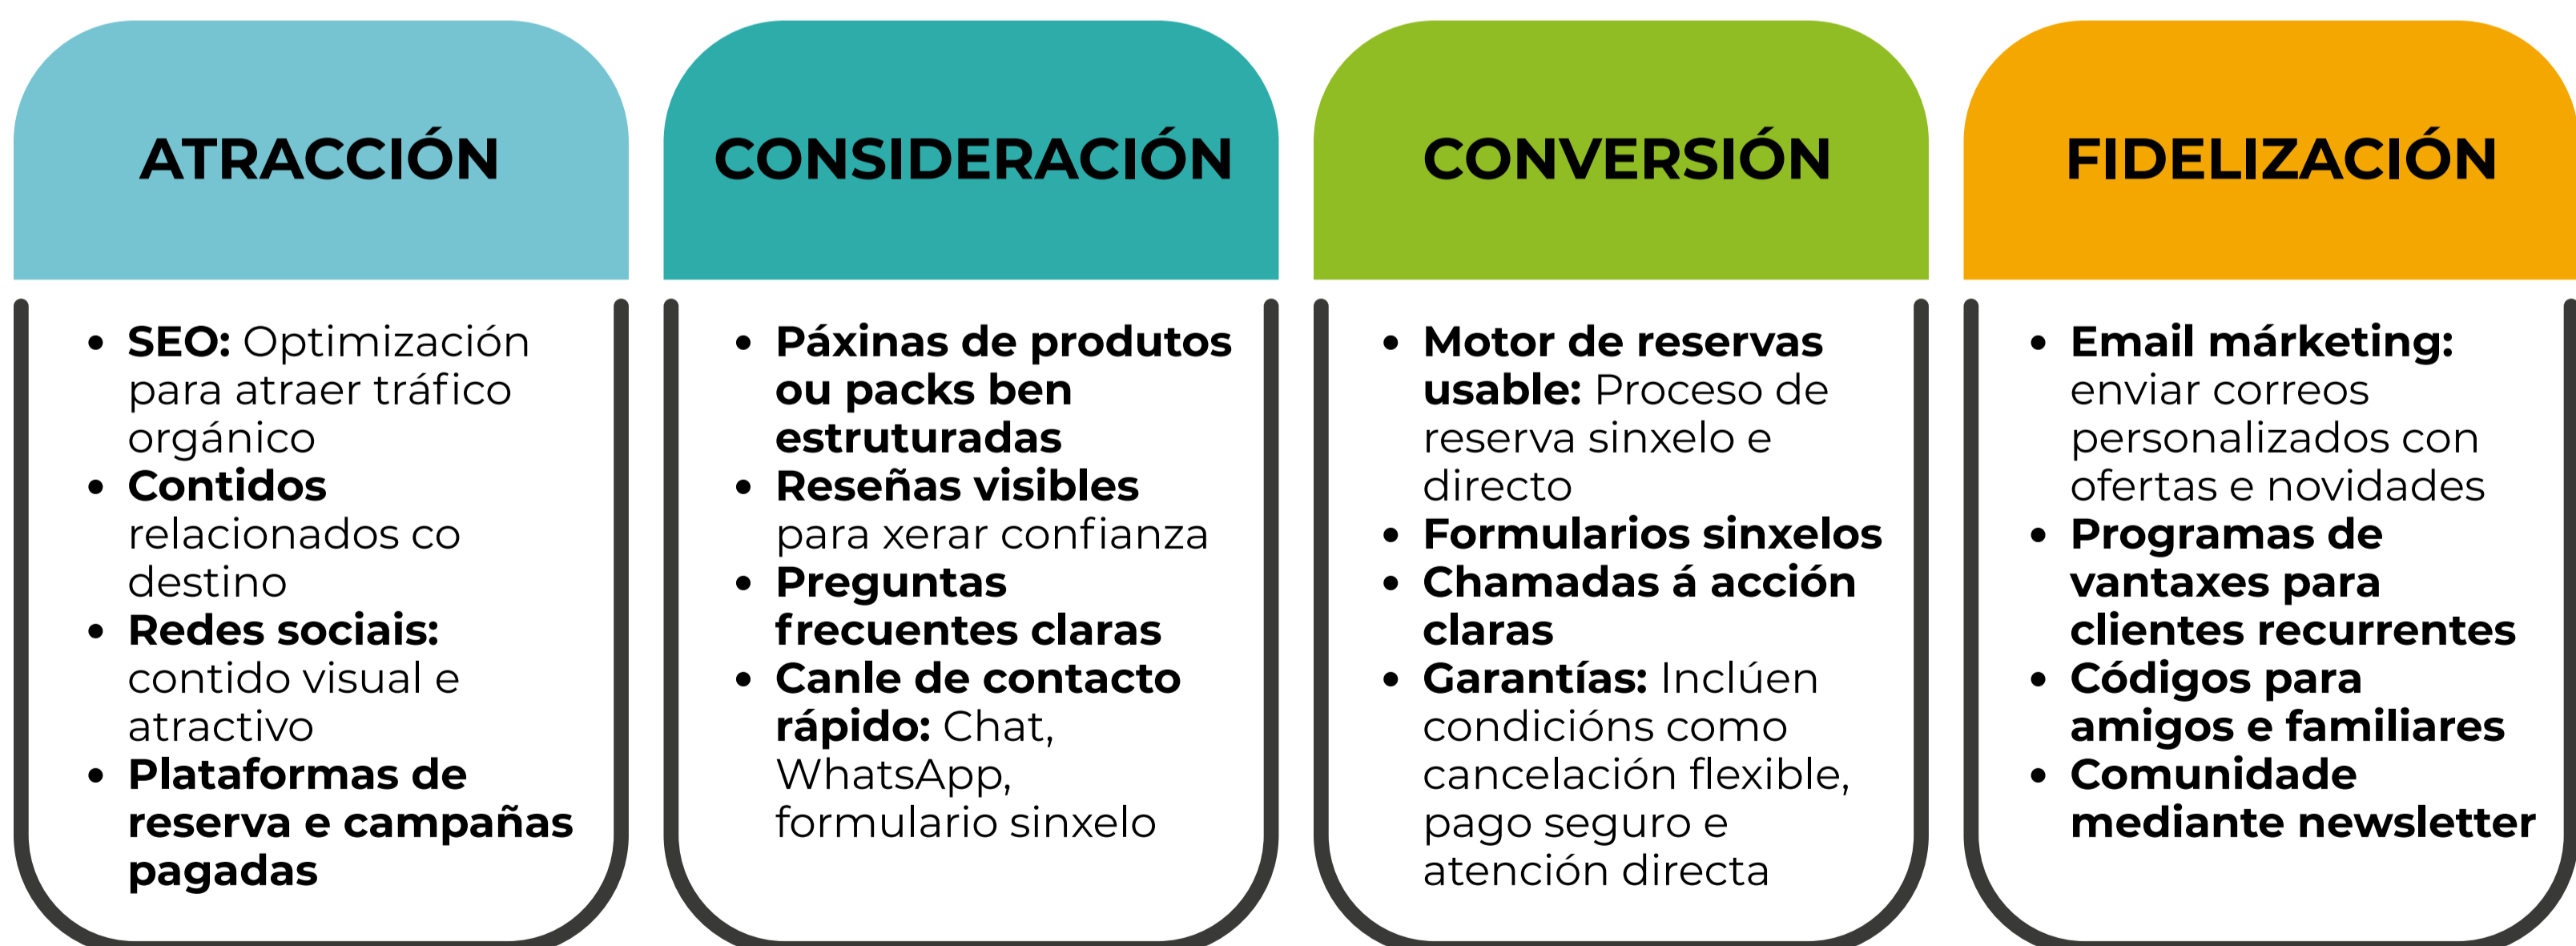 ATRACCIÓN
• SEO: Optimización
para atraer tráfico
orgánico
• Contidos
relacionados co
destino
• Redes sociais:
contido visual e
atractivo
• Plataformas de
reserva e campañas
pagadas
CONSIDERACIÓN
• Páxinas de produtos
ou packs ben
estruturadas
• Reseñas visibles
para xerar confianza
• Preguntas
frecuentes claras
• Canle de contacto
rápido: Chat,
WhatsApp,
formulario sinxelo
CONVERSIÓN
• Motor de reservas
usable: Proceso de
reserva sinxelo e
directo
• Formularios sinxelos
• Chamadas á acción
claras
• Garantías: Inclúen
condicións como
cancelación flexible,
pago seguro e
atención directa
FIDELIZACIÓN
• Email márketing:
enviar correos
personalizados con
ofertas e novidades
• Programas de
vantaxes para
clientes recurrentes
• Códigos para
amigos e familiares
• Comunidade
mediante newsletter